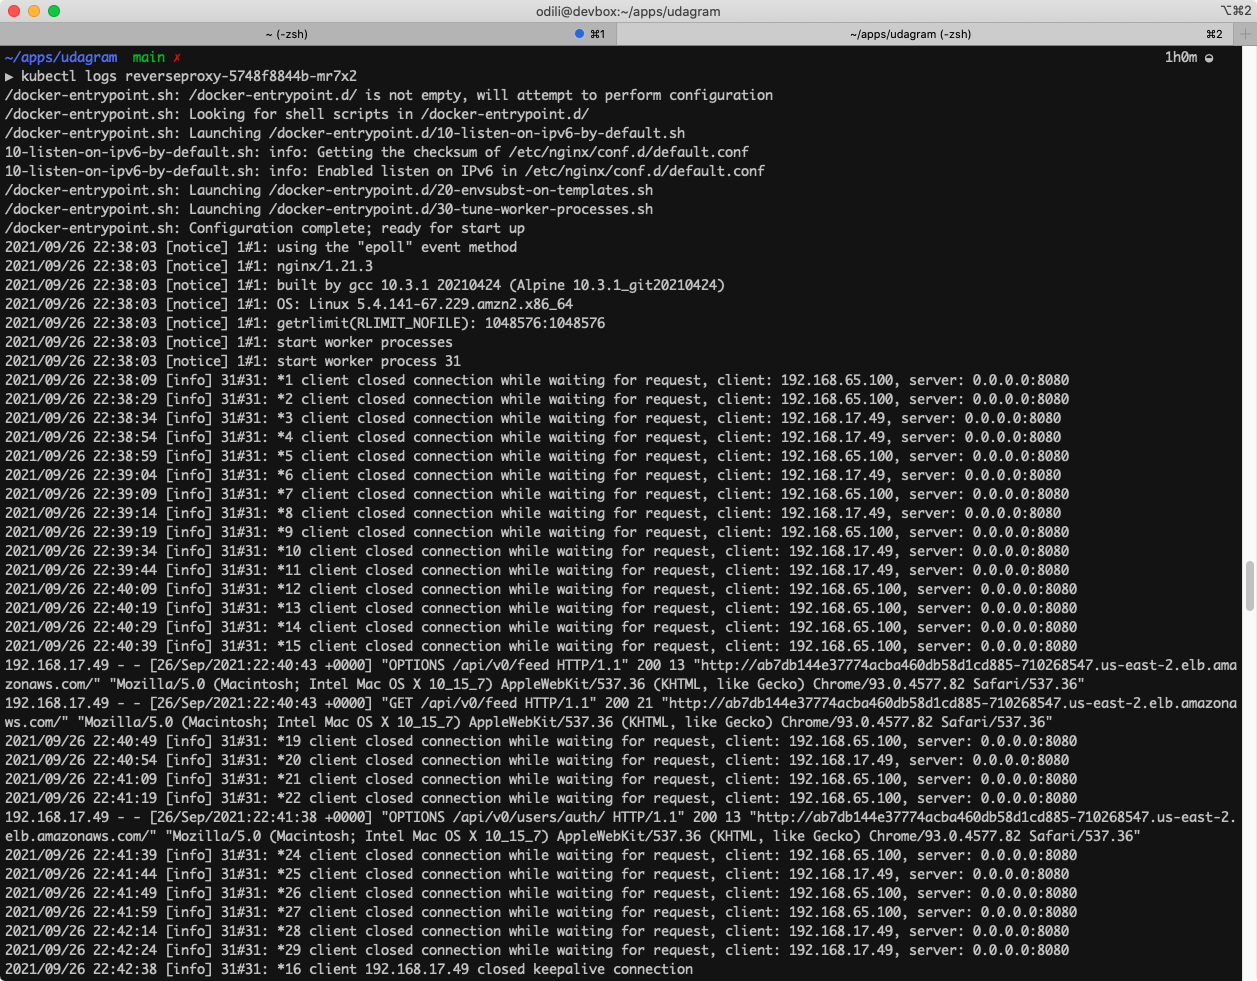 odili@devbox:~/apps/udagram
⌥⌘2
~ (-zsh)
⌘1
~/apps/udagram (-zsh)
⌘2
~/apps/udagram main ✗
1h0m
▶ kubectl logs reverseproxy-5748f8844b-mr7x2
/docker-entrypoint.sh: /docker-entrypoint.d/ is not empty, will attempt to perform configuration
/docker-entrypoint.sh: Looking for shell scripts in /docker-entrypoint.d/
/docker-entrypoint.sh: Launching /docker-entrypoint.d/10-listen-on-ipv6-by-default.sh
10-listen-on-ipv6-by-default.sh: info: Getting the checksum of /etc/nginx/conf.d/default.conf
10-listen-on-ipv6-by-default.sh: info: Enabled listen on IPv6 in /etc/nginx/conf.d/default.conf
/docker-entrypoint.sh: Launching /docker-entrypoint.d/20-envsubst-on-templates.sh
/docker-entrypoint.sh: Launching /docker-entrypoint.d/30-tune-worker-processes.sh
/docker-entrypoint.sh: Configuration complete; ready for start up
2021/09/26 22:38:03 [notice] 1#1: using the "epoll" event method
2021/09/26 22:38:03 [notice] 1#1: nginx/1.21.3
2021/09/26 22:38:03 [notice] 1#1: built by gcc 10.3.1 20210424 (Alpine 10.3.1_git20210424)
2021/09/26 22:38:03 [notice] 1#1: OS: Linux 5.4.141-67.229.amzn2.x86_64
2021/09/26 22:38:03 [notice] 1#1: getrlimit(RLIMIT_NOFILE): 1048576:1048576
2021/09/26 22:38:03 [notice] 1#1: start worker processes
2021/09/26 22:38:03 [notice] 1#1: start worker process 31
2021/09/26 22:38:09 [info] 31#31: *1 client closed connection while waiting for request, client: 192.168.65.100, server: 0.0.0.0:8080
2021/09/26 22:38:29 [info] 31#31: *2 client closed connection while waiting for request, client: 192.168.65.100, server: 0.0.0.0:8080
2021/09/26 22:38:34 [info] 31#31: *3 client closed connection while waiting for request, client: 192.168.17.49, server: 0.0.0.0:8080
2021/09/26 22:38:54 [info] 31#31: *4 client closed connection while waiting for request, client: 192.168.17.49, server: 0.0.0.0:8080
2021/09/26 22:38:59 [info] 31#31: *5 client closed connection while waiting for request, client: 192.168.65.100, server: 0.0.0.0:8080
2021/09/26 22:39:04 [info] 31#31: *6 client closed connection while waiting for request, client: 192.168.17.49, server: 0.0.0.0:8080
2021/09/26 22:39:09 [info] 31#31: *7 client closed connection while waiting for request, client: 192.168.65.100, server: 0.0.0.0:8080
2021/09/26 22:39:14 [info] 31#31: *8 client closed connection while waiting for request, client: 192.168.17.49, server: 0.0.0.0:8080
2021/09/26 22:39:19 [info] 31#31: *9 client closed connection while waiting for request, client: 192.168.65.100, server: 0.0.0.0:8080
2021/09/26 22:39:34 [info] 31#31: *10 client closed connection while waiting for request, client: 192.168.17.49, server: 0.0.0.0:8080
2021/09/26 22:39:44 [info] 31#31: *11 client closed connection while waiting for request, client: 192.168.17.49, server: 0.0.0.0:8080
2021/09/26 22:40:09 [info] 31#31: *12 client closed connection while waiting for request, client: 192.168.65.100, server: 0.0.0.0:8080
2021/09/26 22:40:19 [info] 31#31: *13 client closed connection while waiting for request, client: 192.168.65.100, server: 0.0.0.0:8080
2021/09/26 22:40:29 [info] 31#31: *14 client closed connection while waiting for request, client: 192.168.65.100, server: 0.0.0.0:8080
2021/09/26 22:40:39 [info] 31#31: *15 client closed connection while waiting for request, client: 192.168.65.100, server: 0.0.0.0:8080
192.168.17.49 - - [26/Sep/2021:22:40:43 +0000] "OPTIONS /api/v0/feed HTTP/1.1" 200 13 "http://ab7db144e37774acba460db58d1cd885-710268547.us-east-2.elb.ama
zonaws.com/" "Mozilla/5.0 (Macintosh; Intel Mac OS X 10_15_7) AppleWebKit/537.36 (KHTML, like Gecko) Chrome/93.0.4577.82 Safari/537.36"
192.168.17.49 - - [26/Sep/2021:22:40:43 +0000] "GET /api/v0/feed HTTP/1.1" 200 21 "http://ab7db144e37774acba460db58d1cd885-710268547.us-east-2.elb.amazona
ws.com/" "Mozilla/5.0 (Macintosh; Intel Mac OS X 10_15_7) AppleWebKit/537.36 (KHTML, like Gecko) Chrome/93.0.4577.82 Safari/537.36"
2021/09/26 22:40:49 [info] 31#31: *19 client closed connection while waiting for request, client: 192.168.65.100, server: 0.0.0.0:8080
2021/09/26 22:40:54 [info] 31#31: *20 client closed connection while waiting for request, client: 192.168.17.49, server: 0.0.0.0:8080
2021/09/26 22:41:09 [info] 31#31: *21 client closed connection while waiting for request, client: 192.168.65.100, server: 0.0.0.0:8080
2021/09/26 22:41:19 [info] 31#31: *22 client closed connection while waiting for request, client: 192.168.65.100, server: 0.0.0.0:8080
192.168.17.49 - - [26/Sep/2021:22:41:38 +0000] "OPTIONS /api/v0/users/auth/ HTTP/1.1" 200 13 "http://ab7db144e37774acba460db58d1cd885-710268547.us-east-2.
elb.amazonaws.com/" "Mozilla/5.0 (Macintosh; Intel Mac OS X 10_15_7) AppleWebKit/537.36 (KHTML, like Gecko) Chrome/93.0.4577.82 Safari/537.36"
2021/09/26 22:41:39 [info] 31#31: *24 client closed connection while waiting for request, client: 192.168.65.100, server: 0.0.0.0:8080
2021/09/26 22:41:44 [info] 31#31: *25 client closed connection while waiting for request, client: 192.168.17.49, server: 0.0.0.0:8080
2021/09/26 22:41:49 [info] 31#31: *26 client closed connection while waiting for request, client: 192.168.65.100, server: 0.0.0.0:8080
2021/09/26 22:41:59 [info] 31#31: *27 client closed connection while waiting for request, client: 192.168.65.100, server: 0.0.0.0:8080
2021/09/26 22:42:14 [info] 31#31: *28 client closed connection while waiting for request, client: 192.168.17.49, server: 0.0.0.0:8080
2021/09/26 22:42:24 [info] 31#31: *29 client closed connection while waiting for request, client: 192.168.17.49, server: 0.0.0.0:8080
2021/09/26 22:42:38 [info] 31#31: *16 client 192.168.17.49 closed keepalive connection